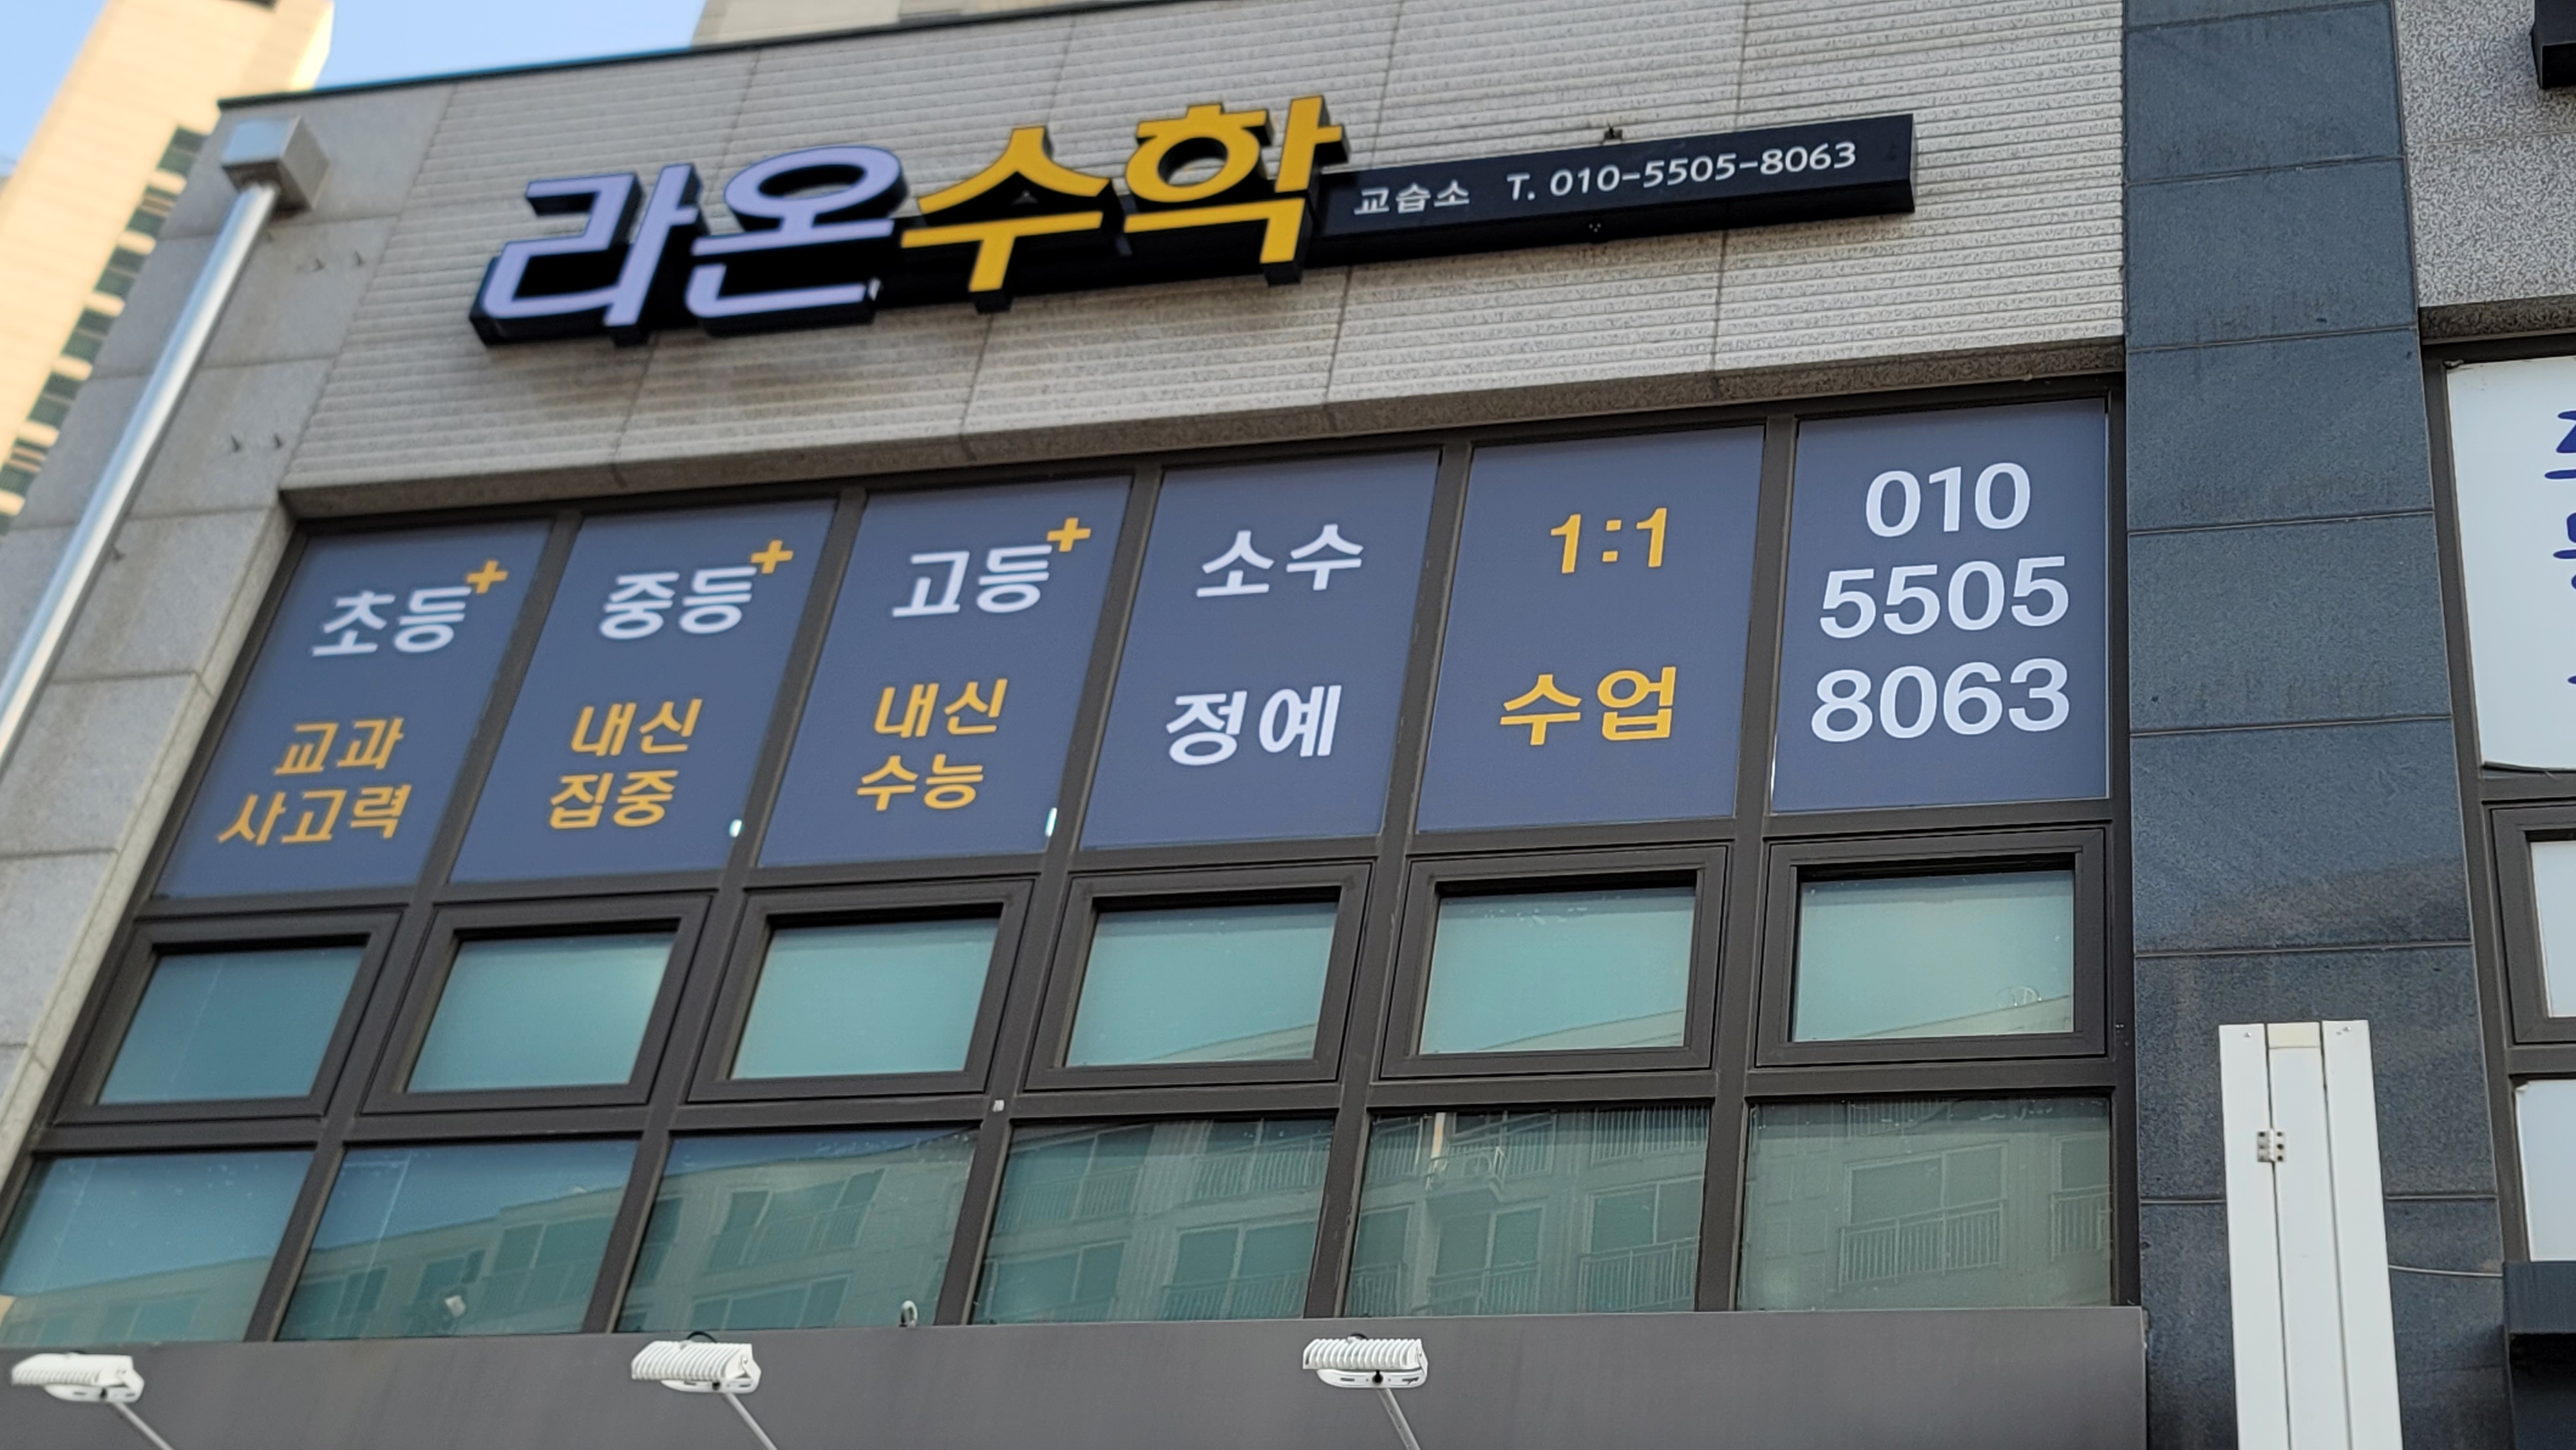 라온수학 교습소 T. 010-5505-8063
초등+
교과
사고력
중등+
내신
집중
고등+
내신
수능
소수
정예
1:1
수업
010
5505
8063